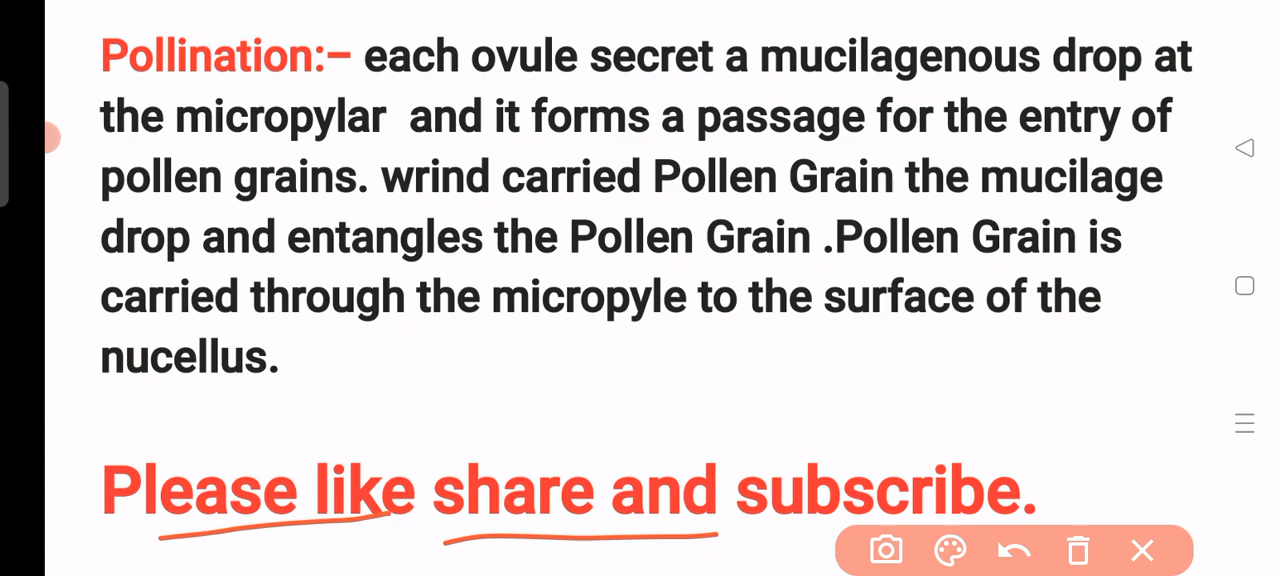 Pollination:– each ovule secret a mucilagenous drop at
the micropylar  and it forms a passage for the entry of
pollen grains. wrind carried Pollen Grain the mucilage
drop and entangles the Pollen Grain .Pollen Grain is
carried through the micropyle to the surface of the
nucellus.
Please like share and subscribe.